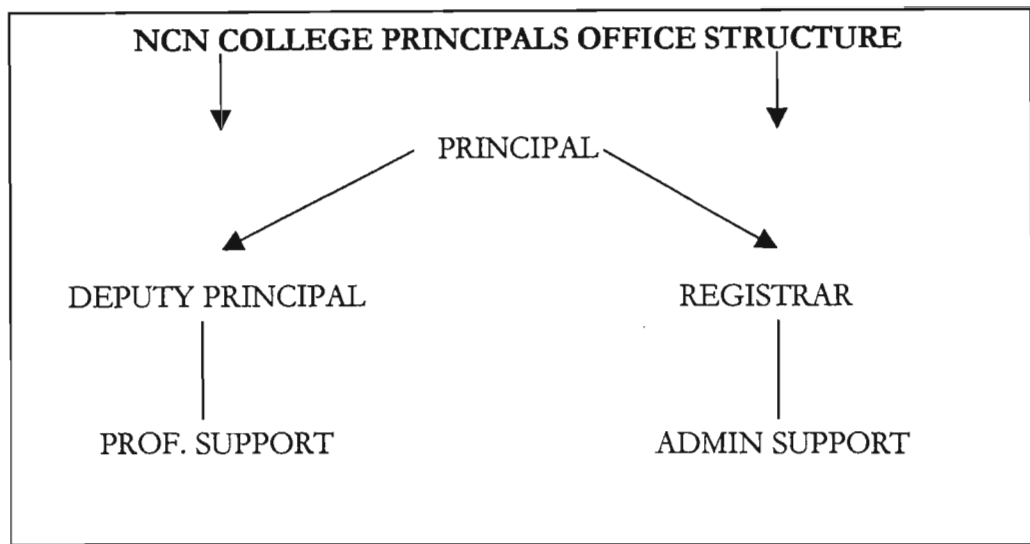 NCN COLLEGE PRINCIPALS OFFICE STRUCTURE
PRINCIPAL
DEPUTY PRINCIPAL
REGISTRAR
PROF. SUPPORT
ADMIN SUPPORT